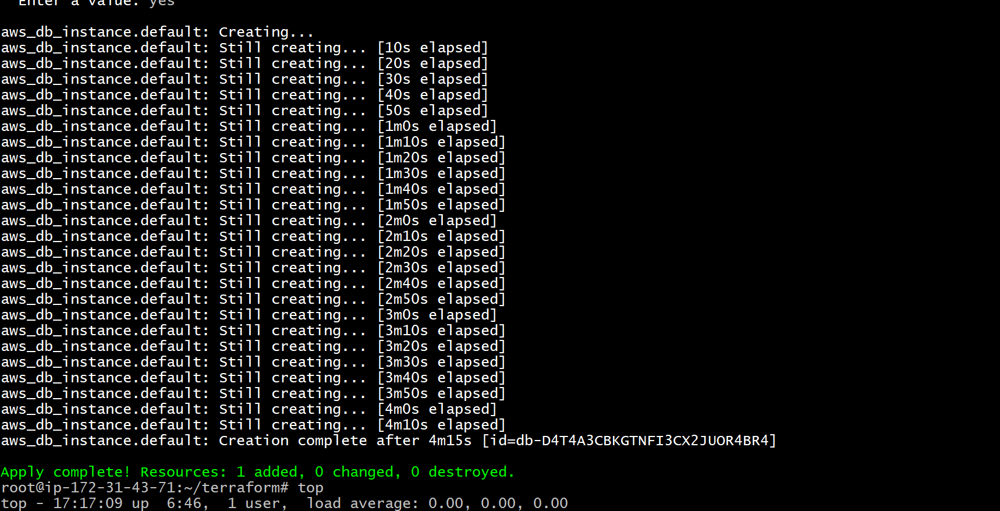 Enter a value: yes
aws_db_instance.default: Creating...
aws_db_instance.default: Still creating... [10s elapsed]
aws_db_instance.default: Still creating... [20s elapsed]
aws_db_instance.default: Still creating... [30s elapsed]
aws_db_instance.default: Still creating... [40s elapsed]
aws_db_instance.default: Still creating... [50s elapsed]
aws_db_instance.default: Still creating... [1m0s elapsed]
aws_db_instance.default: Still creating... [1m10s elapsed]
aws_db_instance.default: Still creating... [1m20s elapsed]
aws_db_instance.default: Still creating... [1m30s elapsed]
aws_db_instance.default: Still creating... [1m40s elapsed]
aws_db_instance.default: Still creating... [1m50s elapsed]
aws_db_instance.default: Still creating... [2m0s elapsed]
aws_db_instance.default: Still creating... [2m10s elapsed]
aws_db_instance.default: Still creating... [2m20s elapsed]
aws_db_instance.default: Still creating... [2m30s elapsed]
aws_db_instance.default: Still creating... [2m40s elapsed]
aws_db_instance.default: Still creating... [2m50s elapsed]
aws_db_instance.default: Still creating... [3m0s elapsed]
aws_db_instance.default: Still creating... [3m10s elapsed]
aws_db_instance.default: Still creating... [3m20s elapsed]
aws_db_instance.default: Still creating... [3m30s elapsed]
aws_db_instance.default: Still creating... [3m40s elapsed]
aws_db_instance.default: Still creating... [3m50s elapsed]
aws_db_instance.default: Still creating... [4m0s elapsed]
aws_db_instance.default: Still creating... [4m10s elapsed]
aws_db_instance.default: Creation complete after 4m15s [id=db-D4T4A3CBKGTNFI3CX2JUOR4BR4]
Apply complete! Resources: 1 added, 0 changed, 0 destroyed.
root@ip-172-31-43-71:~/terraform# top
top - 17:17:09 up  6:46,  1 user,  load average: 0.00, 0.00, 0.00